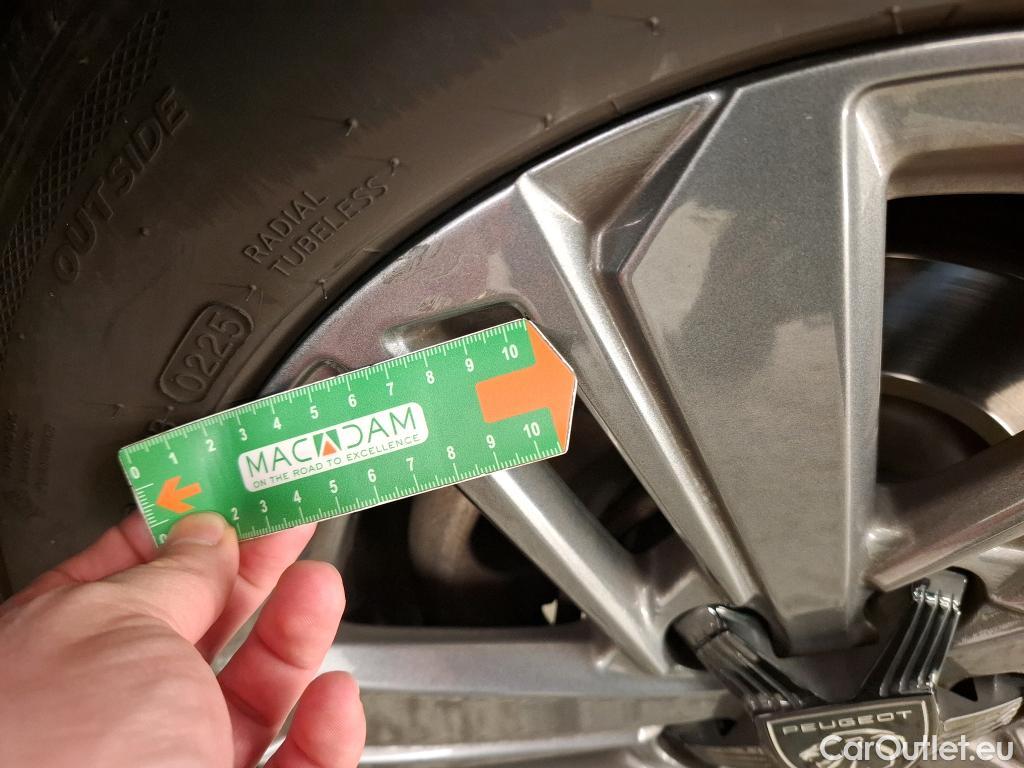 OUTSIDE
RADIAL
TUBELESS
0225
0 1 2 3 4 5 6 7 8 9 10
MACADAM
ON THE ROAD TO EXCELLENCE
0 2 3 4 5 6 7 8 9 10
PEUGEOT
CarOutlet.eu